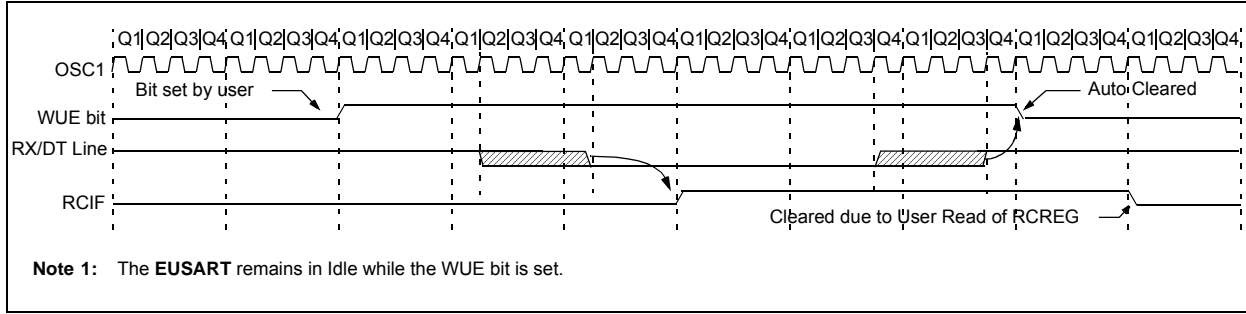 Q1 Q2 Q3 Q4 Q1 Q2 Q3 Q4 Q1 Q2 Q3 Q4 Q1 Q2 Q3 Q4 Q1 Q2 Q3 Q4 Q1 Q2 Q3 Q4 Q1 Q2 Q3 Q4 Q1 Q2 Q3 Q4 Q1 Q2 Q3 Q4 Q1 Q2 Q3 Q4
OSC1
Bit set by user
Auto Cleared
WUE bit
RX/DT Line
RCIF
Cleared due to User Read of RCREG
Note 1: The EUSART remains in Idle while the WUE bit is set.